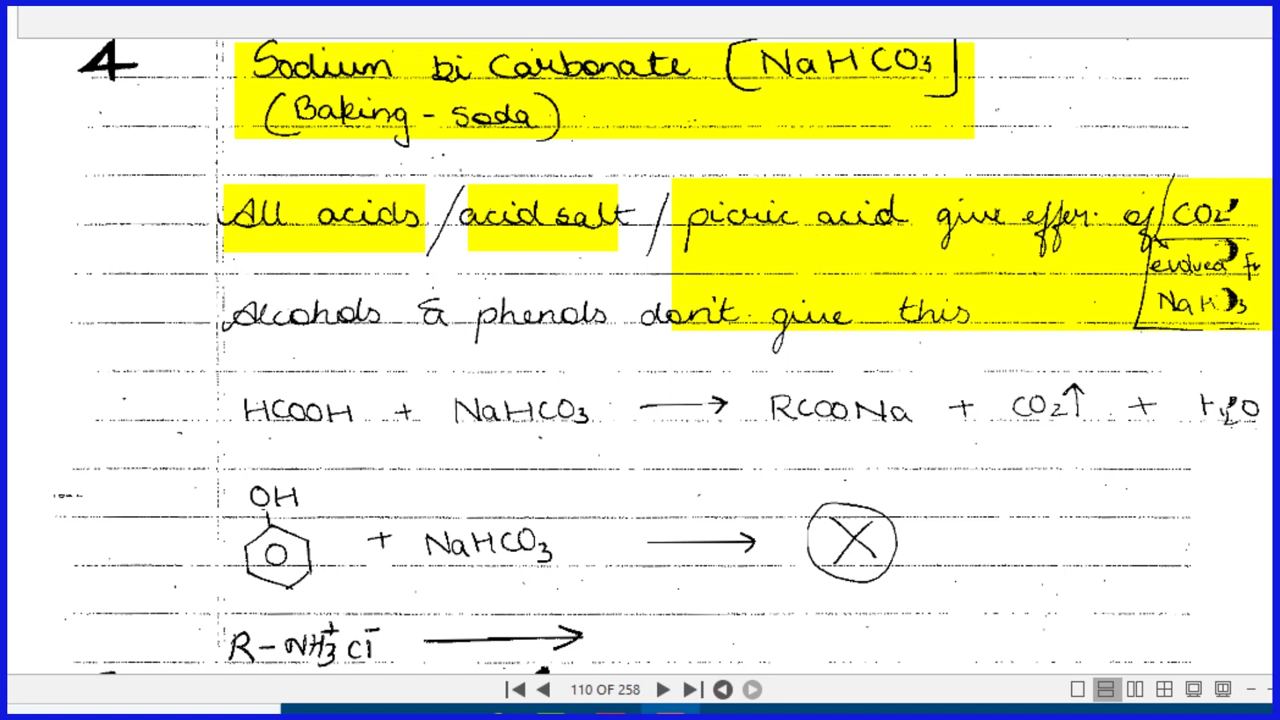 4 Sodium bi Carbonate [NaHCO3]
(Baking - soda)
All acids / acid salt / picric acid give effer. of CO2
evolved
NaHCO3
Alcohols & phenols don't give this
HCOOH + NaHCO3 → RCOONa + CO2↑ + H2O
OH
+ NaHCO3 → X
R-NH3+ Cl- →
110 OF 258